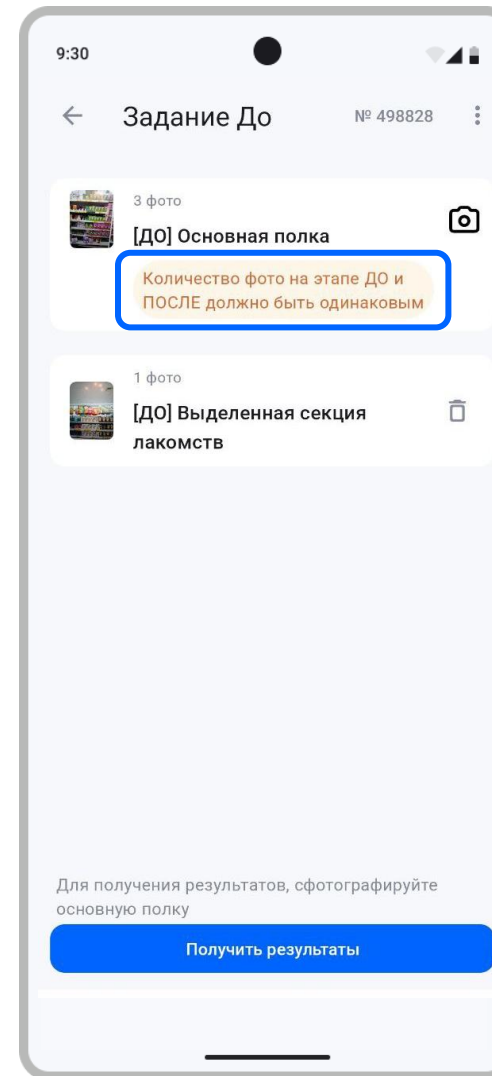 9:30
Задание До
№ 498828
3 фото
[ДО] Основная полка
Количество фото на этапе ДО и
ПОСЛЕ должно быть одинаковым
1 фото
[ДО] Выделенная секция
лакомств
Для получения результатов, сфотографируйте
основную полку
Получить результаты